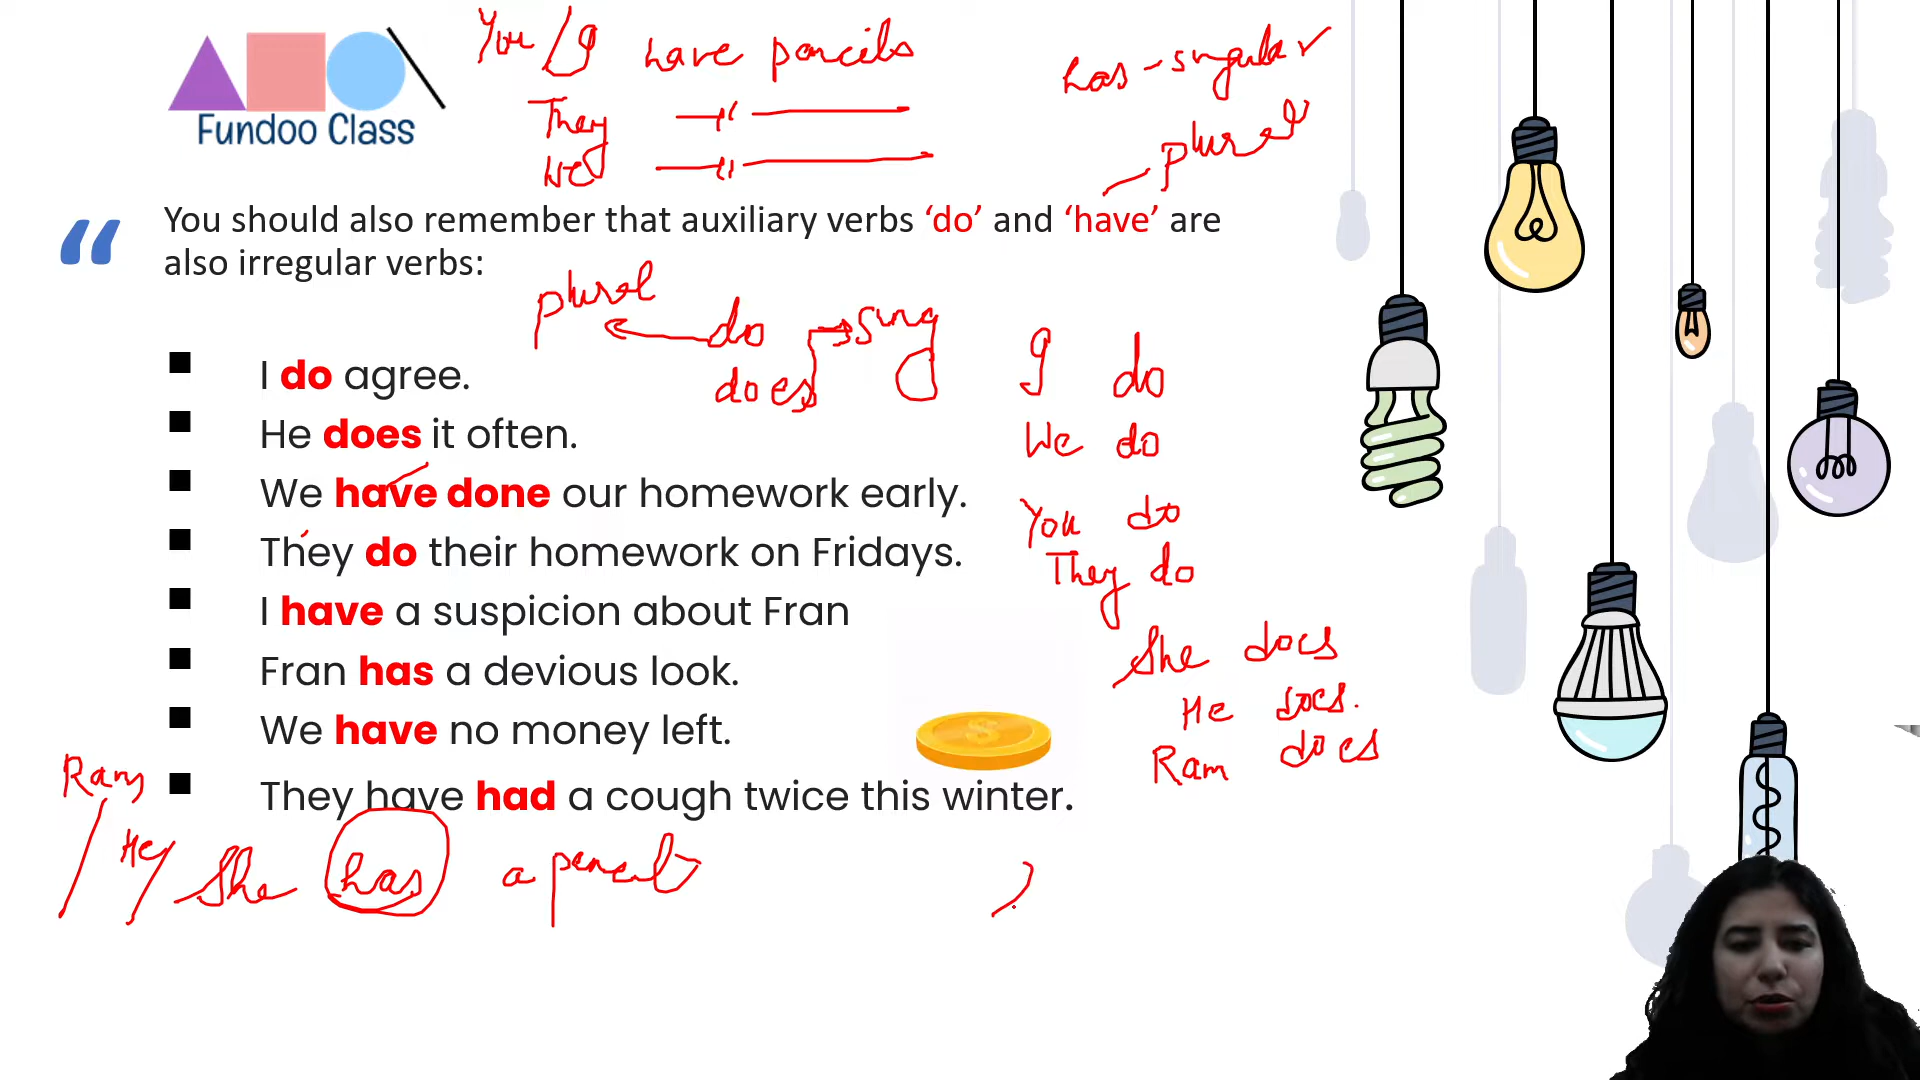 You / I have pencils
has - singular ✓
They —"—
We —"—
- plural
Fundoo Class
“
You should also remember that auxiliary verbs ‘do’ and ‘have’ are
also irregular verbs:
plural ← do → sing
does
I do agree.
He does it often.
We have done our homework early.
They do their homework on Fridays.
I have a suspicion about Fran
Fran has a devious look.
We have no money left.
They have had a cough twice this winter.
I do
We do
You do
They do
She does
He does.
Ram does
Ram / He / She has a pencil